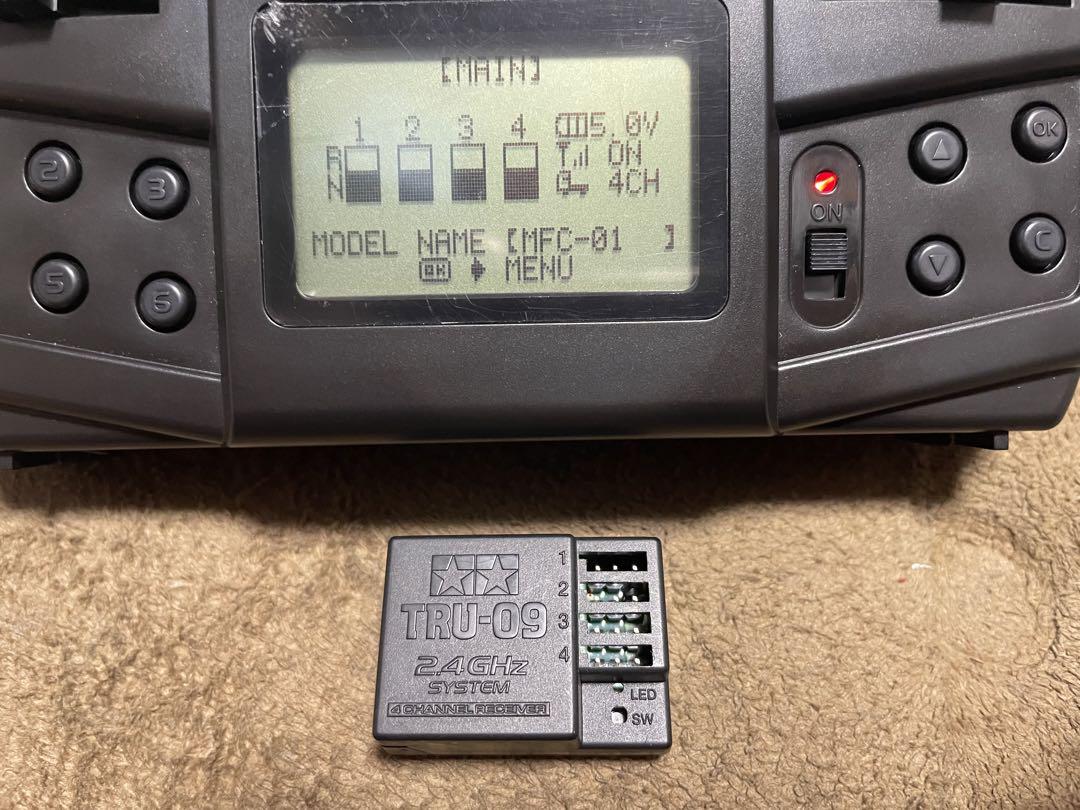 [MAIN]
1 2 3 4 5.0V
R ON
N 4CH
MODEL NAME [MFC-01 ]
OK MENU
2
3
5
6
ON
OK
C
TRU-09
2.4GHz
SYSTEM
4 CHANNEL RECEIVER
1
2
3
4
LED
SW